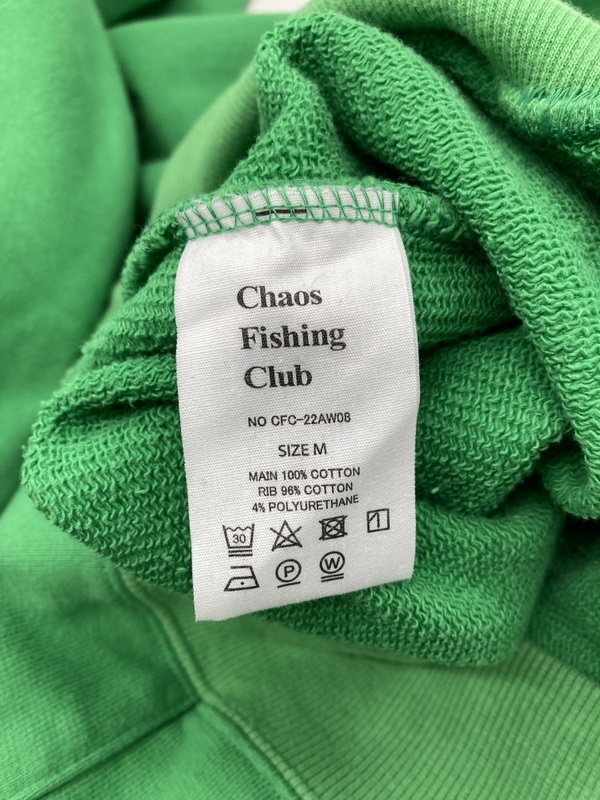 Chaos
Fishing
Club
NO CFC-22AW08
SIZE M
MAIN 100% COTTON
RIB 96% COTTON
4% POLYURETHANE
30
P W